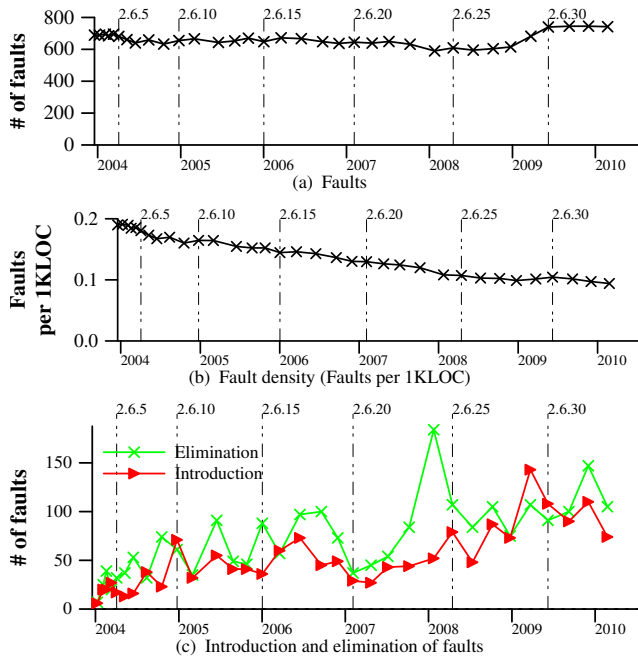 2.6.5 2.6.10 2.6.15 2.6.20 2.6.25 2.6.30
800
600
400
200
0
# of faults
2004 2005 2006 2007 2008 2009 2010
(a) Faults
2.6.5 2.6.10 2.6.15 2.6.20 2.6.25 2.6.30
0.2
0.1
0.0
Faults
per 1KLOC
2004 2005 2006 2007 2008 2009 2010
(b) Fault density (Faults per 1KLOC)
2.6.5 2.6.10 2.6.15 2.6.20 2.6.25 2.6.30
Elimination
Introduction
150
100
50
0
# of faults
2004 2005 2006 2007 2008 2009 2010
(c) Introduction and elimination of faults